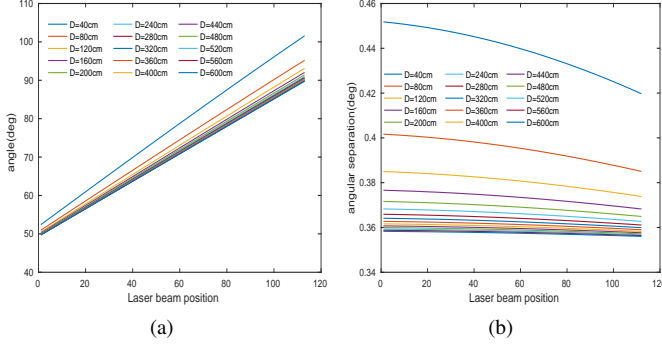 110
100
90
80
70
60
50
40
0 20 40 60 80 100 120
angle(deg)
Laser beam position
D=40cm D=240cm D=440cm
D=80cm D=280cm D=480cm
D=120cm D=320cm D=520cm
D=160cm D=360cm D=560cm
D=200cm D=400cm D=600cm
(a)
0.46
0.44
0.42
0.4
0.38
0.36
0.34
0 20 40 60 80 100 120
angular separation(deg)
Laser beam position
D=40cm D=240cm D=440cm
D=80cm D=280cm D=480cm
D=120cm D=320cm D=520cm
D=160cm D=360cm D=560cm
D=200cm D=400cm D=600cm
(b)